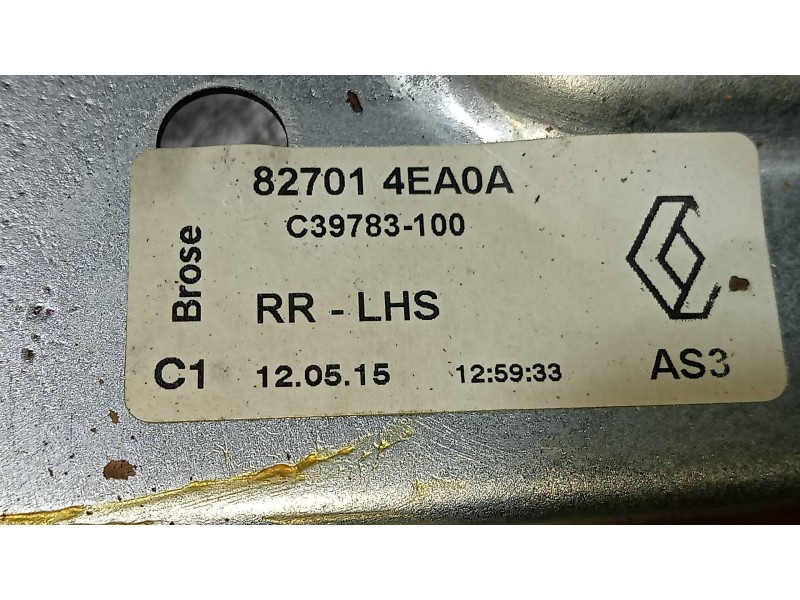 82701 4EA0A
C39783-100
Brose
RR - LHS
C1 12.05.15 12:59:33 AS3